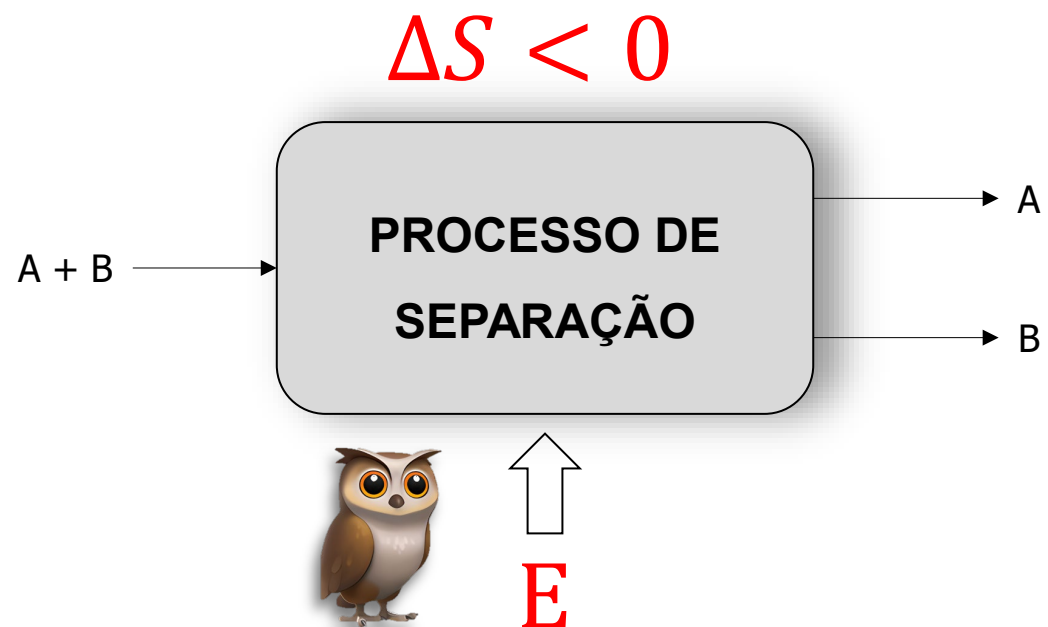 ΔS < 0
PROCESSO DE
SEPARAÇÃO
A + B
A
B
E